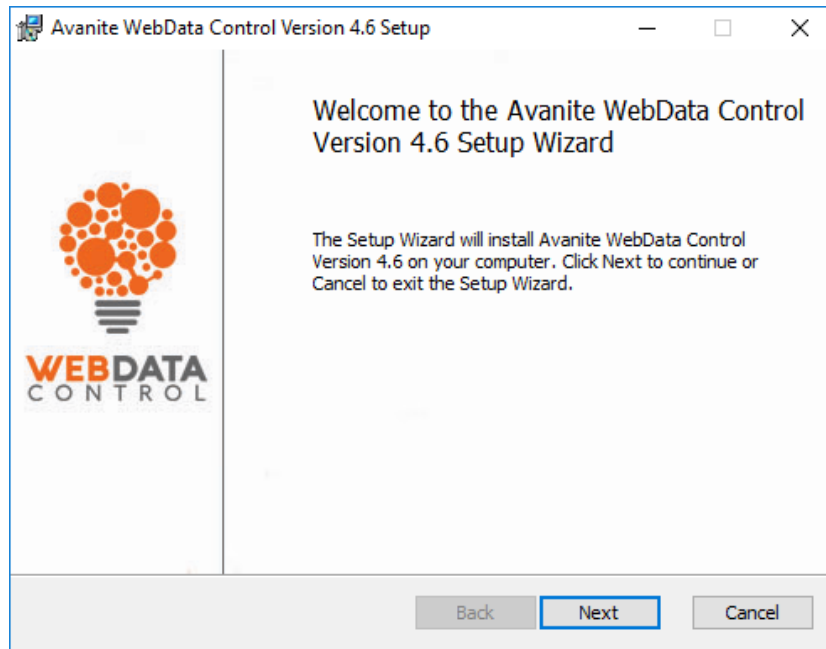 Avanite WebData Control Version 4.6 Setup
Welcome to the Avanite WebData Control
Version 4.6 Setup Wizard
The Setup Wizard will install Avanite WebData Control
Version 4.6 on your computer. Click Next to continue or
Cancel to exit the Setup Wizard.
WEBDATA
CONTROL
Back Next Cancel